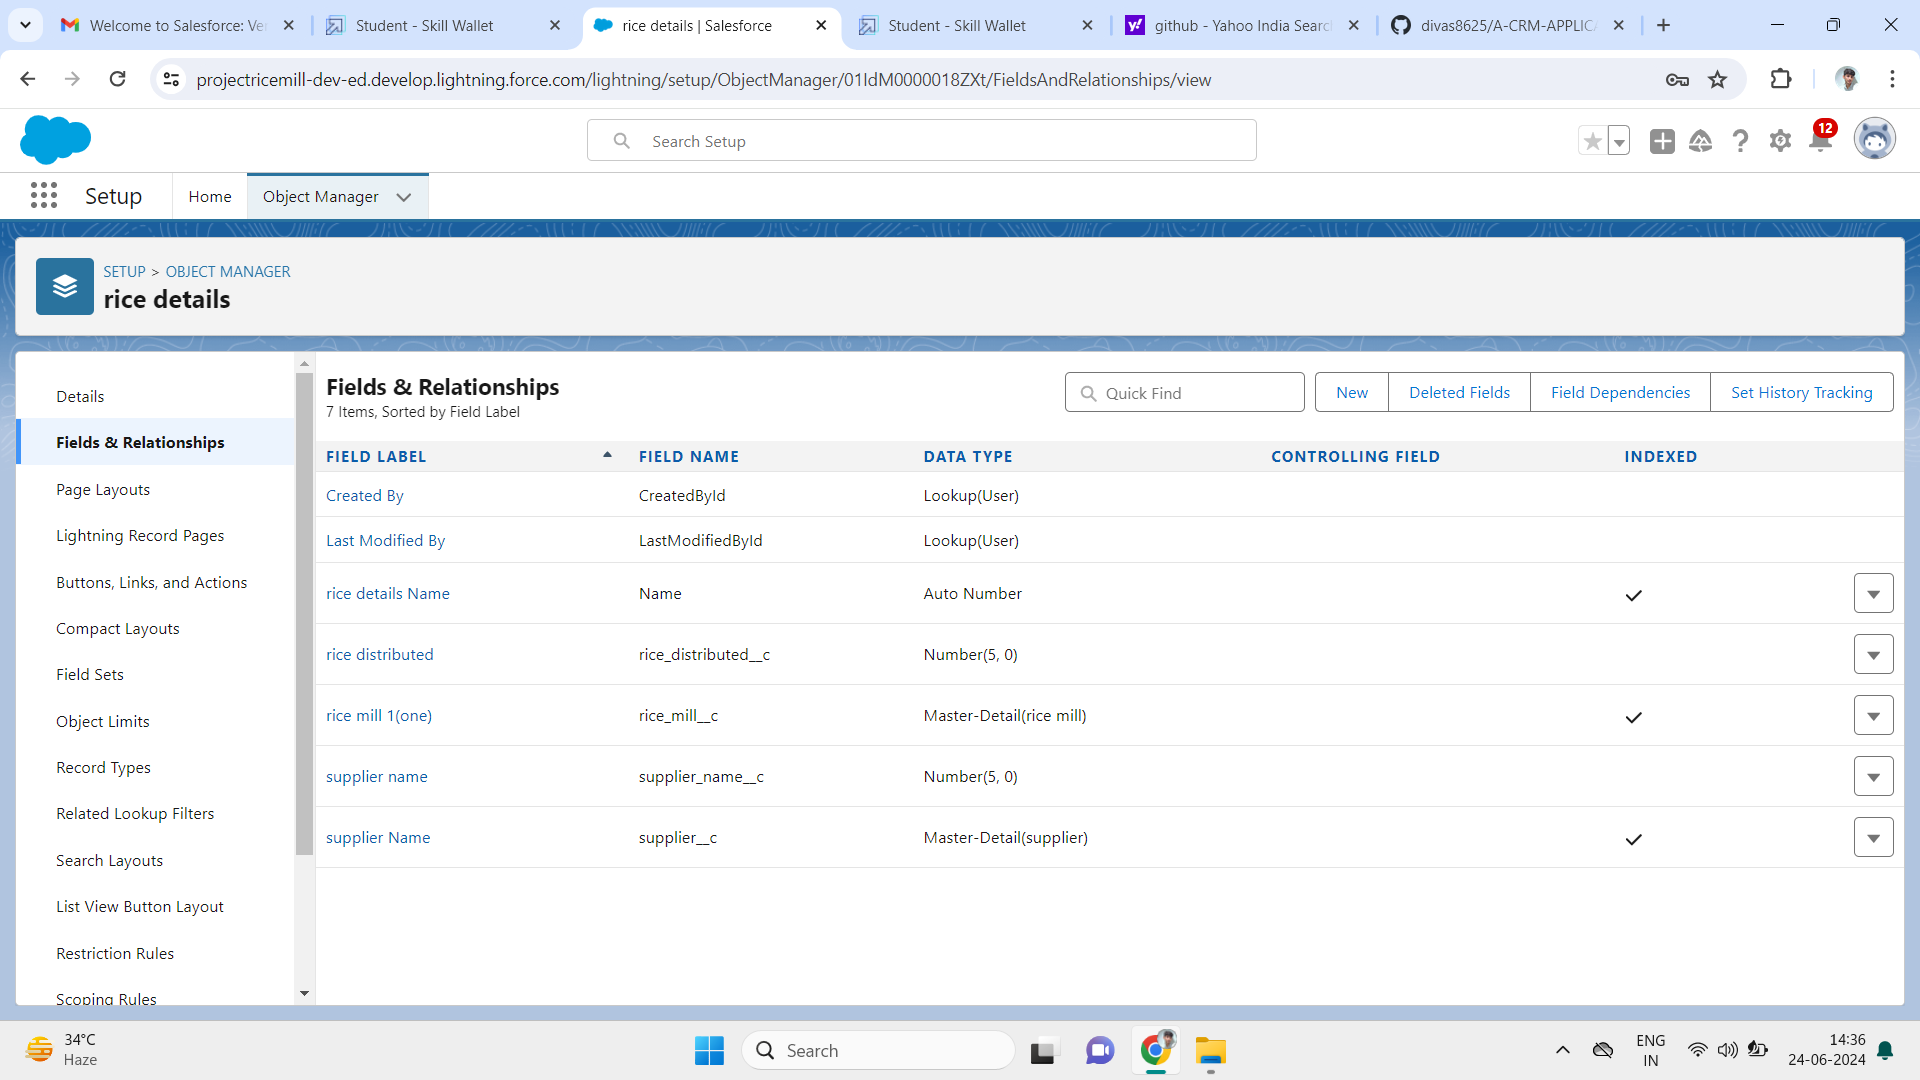 Welcome to Salesforce: Ver
Student - Skill Wallet
rice details | Salesforce
Student - Skill Wallet
github - Yahoo India Search
divas8625/A-CRM-APPLICA
projectricemill-dev-ed.develop.lightning.force.com/lightning/setup/ObjectManager/01IdM0000018ZXt/FieldsAndRelationships/view
Search Setup
12
Setup
Home
Object Manager
SETUP > OBJECT MANAGER
rice details
Details
Fields & Relationships
Page Layouts
Lightning Record Pages
Buttons, Links, and Actions
Compact Layouts
Field Sets
Object Limits
Record Types
Related Lookup Filters
Search Layouts
List View Button Layout
Restriction Rules
Scoping Rules
Fields & Relationships
7 Items, Sorted by Field Label
Quick Find
New
Deleted Fields
Field Dependencies
Set History Tracking
FIELD LABEL FIELD NAME DATA TYPE CONTROLLING FIELD INDEXED
Created By CreatedById Lookup(User)
Last Modified By LastModifiedById Lookup(User)
rice details Name Name Auto Number
rice distributed rice_distributed__c Number(5, 0)
rice mill 1(one) rice_mill__c Master-Detail(rice mill)
supplier name supplier_name__c Number(5, 0)
supplier Name supplier__c Master-Detail(supplier)
34°C
Haze
Search
ENG
IN
14:36
24-06-2024